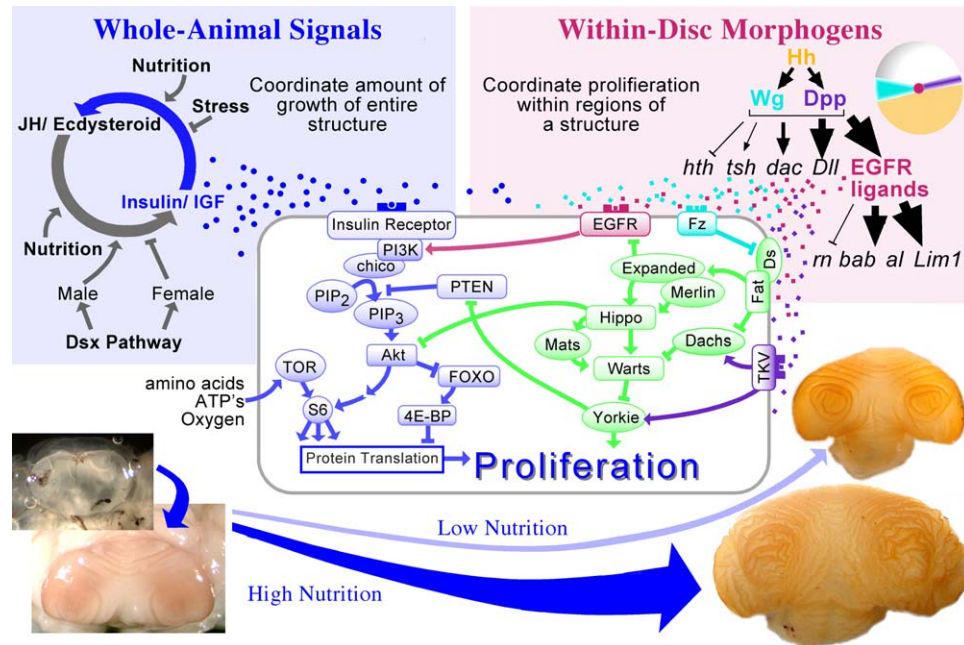 Whole-Animal Signals
Nutrition
Stress
JH/ Ecdysteroid
Insulin/ IGF
Nutrition
Male
Female
Dsx Pathway
Coordinate amount of
growth of entire
structure
Within-Disc Morphogens
Coordinate prolifieration
within regions of
a structure
Hh
Wg
Dpp
hth
tsh
dac
Dll
EGFR
ligands
rn
bab
al
Lim1
Insulin Receptor
PI3K
chico
PIP2
PIP3
PTEN
Akt
TOR
FOXO
S6
4E-BP
amino acids
ATP's
Oxygen
Protein Translation
EGFR
Fz
Ds
Fat
Expanded
Merlin
Hippo
Mats
Dachs
Warts
TKV
Yorkie
Proliferation
Low Nutrition
High Nutrition